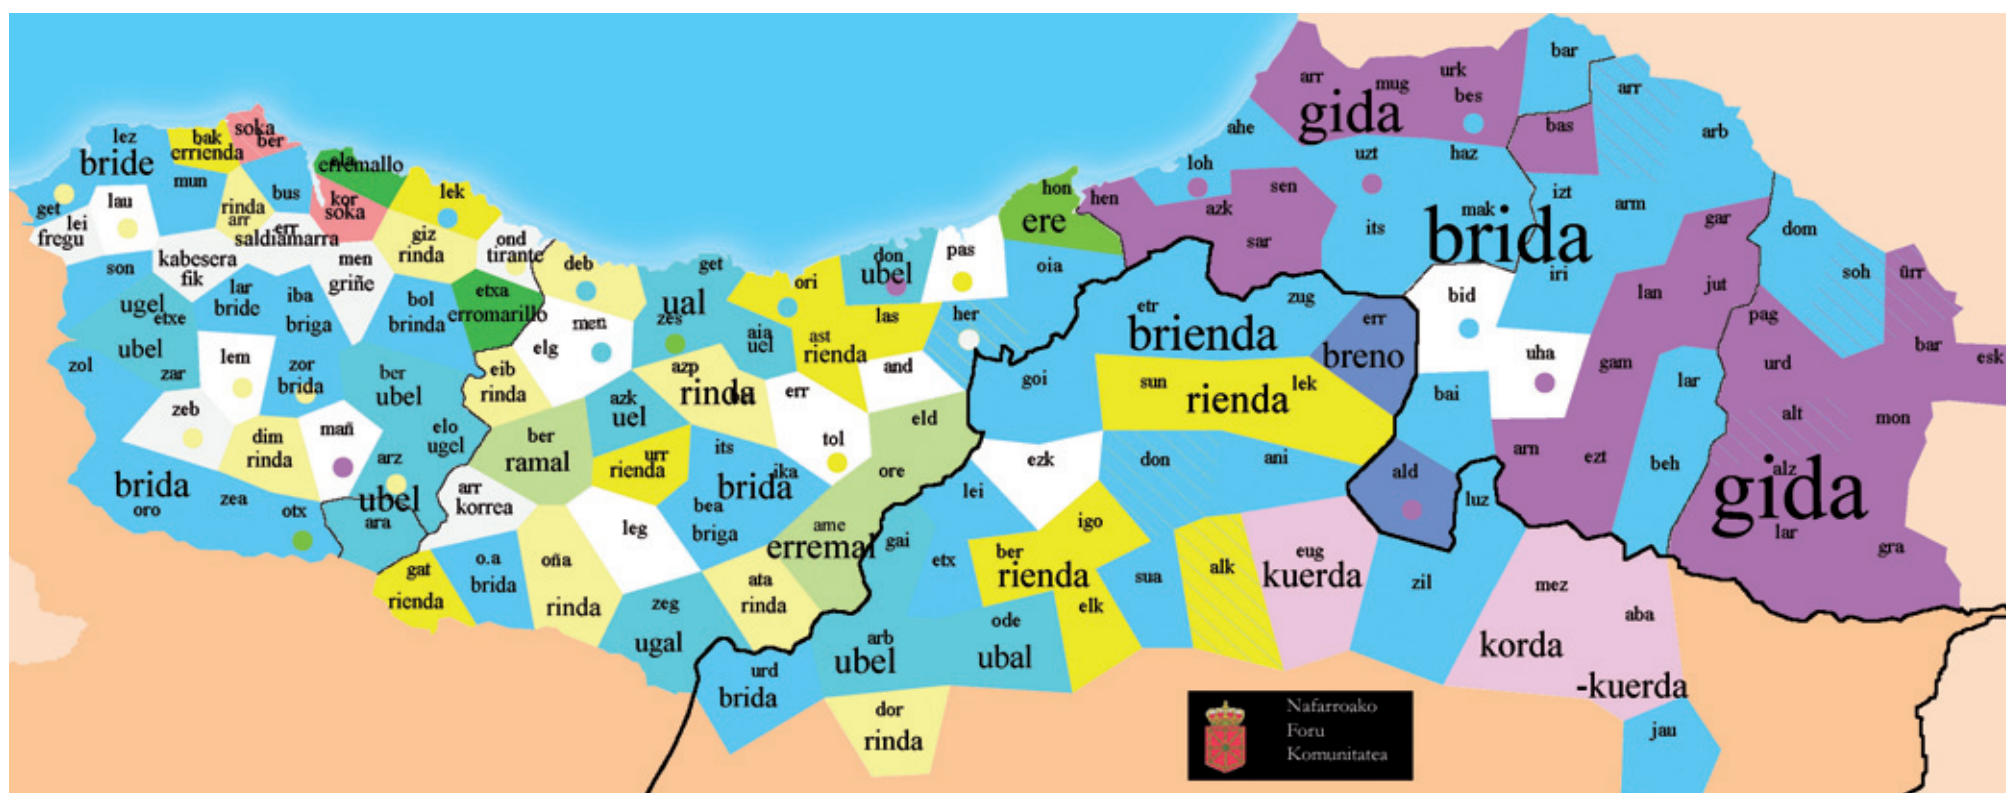 lez
bride
bak
errienda
soka
ber
ela
erremallo
mun
bus
kor
soka
lek
get
lau
lei
fregu
rinda
arr
err
saldiamarra
giz
rinda
ond
tirante
kabesera
fik
men
griñe
son
ugel
etxe
lar
bride
iba
briga
bol
brinda
etxa
erromarillo
ubel
zar
zol
lem
zor
brida
ber
ubel
eib
rinda
zeb
dim
rinda
mañ
elo
ugel
arz
ubel
ara
brida
oro
zea
otx
deb
men
elg
get
ual
zes
aia
uel
ori
ast
rienda
las
don
ubel
pas
her
and
oia
hon
ere
azk
uel
azp
rinda
err
tol
eld
ore
ber
ramal
urr
rienda
its
ika
brida
bea
briga
arr
korrea
leg
ame
erremal
gat
rienda
o.a
brida
oña
rinda
zeg
ugal
ata
rinda
hen
azk
sar
sen
loh
ahe
arr
mug
urk
bes
gida
uzt
haz
its
mak
brida
bar
bas
izt
iri
arr
arb
arm
gar
jut
lan
gam
bid
uha
bai
arn
ezt
lar
beh
dom
soh
ürr
pag
urd
bar
esk
alt
mon
alz
gida
lar
gra
etr
zug
brienda
err
breno
goi
sun
lek
rienda
ezk
don
ani
ald
luz
lei
gai
etx
igo
ber
rienda
elk
sua
alk
eug
kuerda
zil
mez
aba
korda
-kuerda
jau
urd
brida
arb
ubel
ode
ubal
dor
rinda
Nafarroako
Foru
Komunitatea